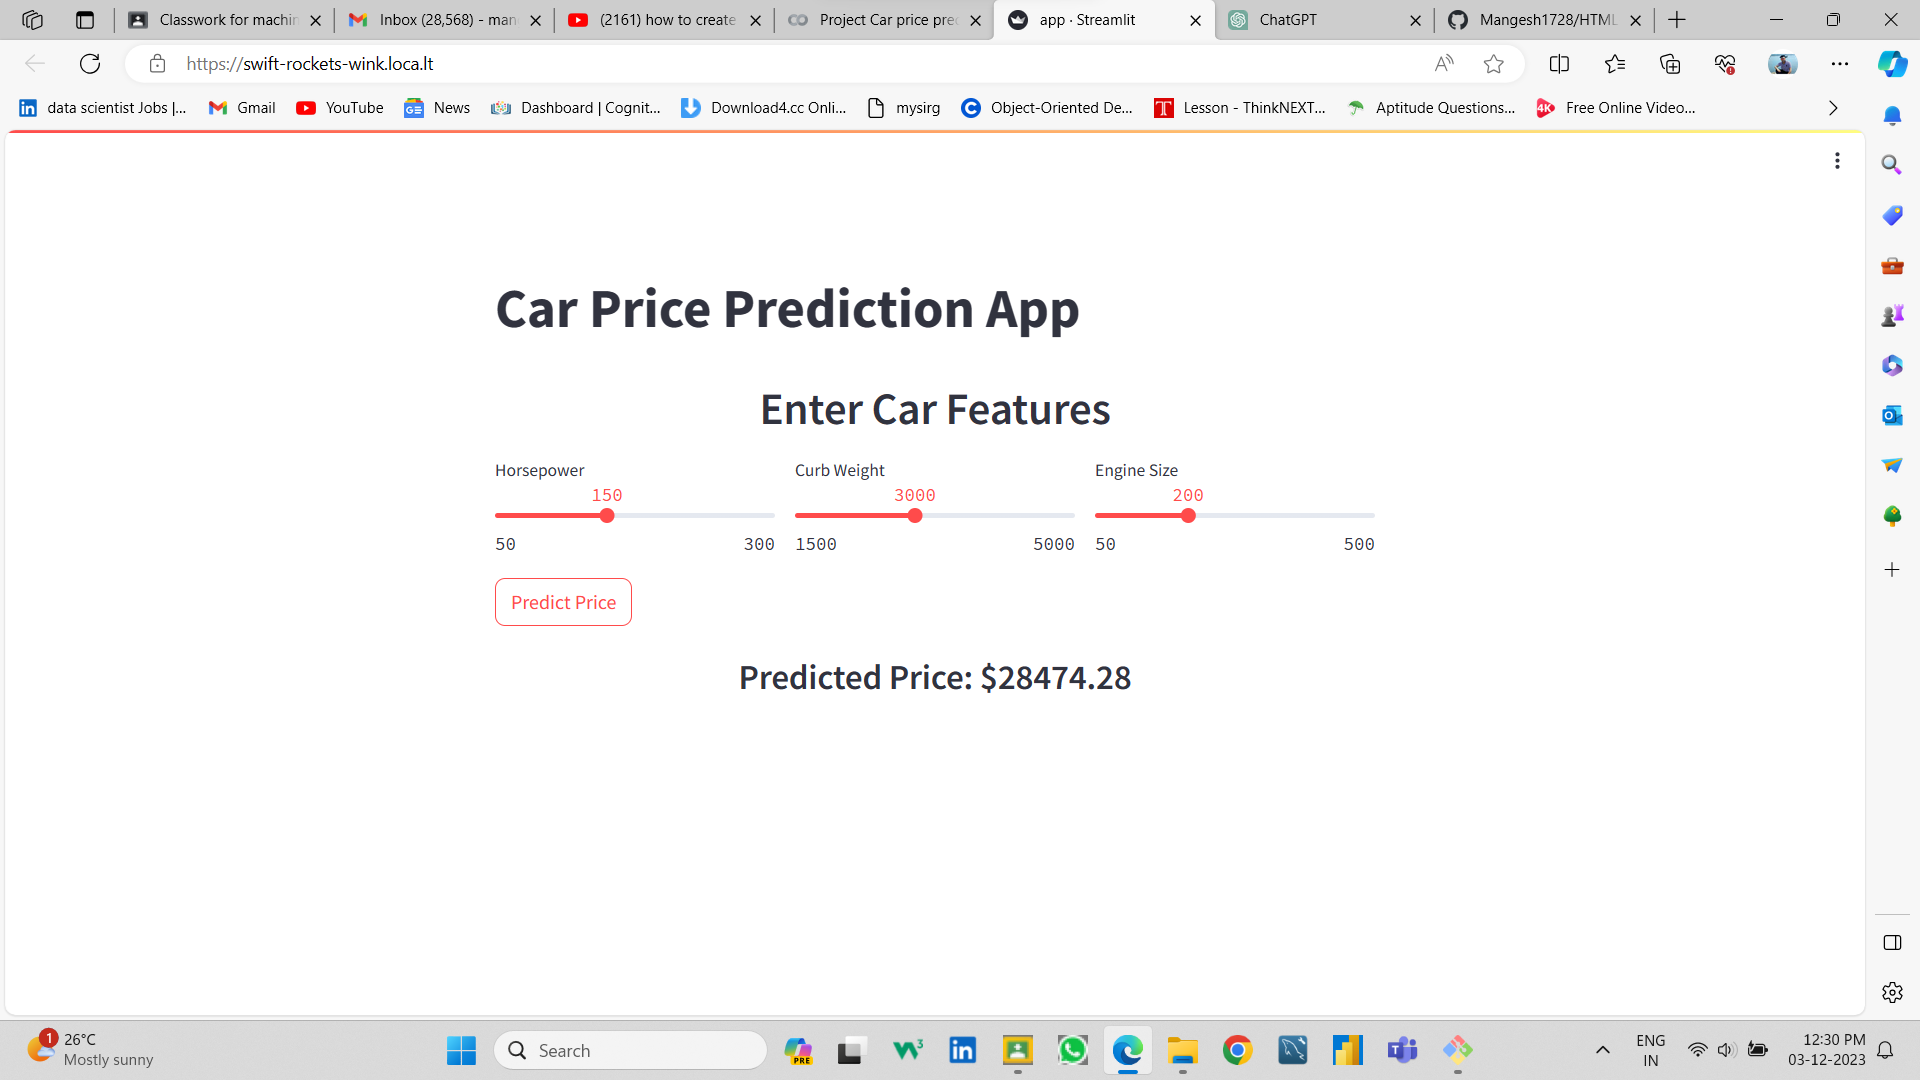 Classwork for machin
Inbox (28,568) - man
(2161) how to create
Project Car price pred
app · Streamlit
ChatGPT
Mangesh1728/HTML
https://swift-rockets-wink.loca.lt
data scientist Jobs |...
Gmail
YouTube
News
Dashboard | Cognit...
Download4.cc Onli...
mysirg
Object-Oriented De...
Lesson - ThinkNEXT...
Aptitude Questions...
Free Online Video...
Car Price Prediction App
Enter Car Features
Horsepower Curb Weight Engine Size
150 3000 200
50 300 1500 5000 50 500
Predict Price
Predicted Price: $28474.28
1
26°C
Mostly sunny
Search
PRE
ENG
IN
12:30 PM
03-12-2023